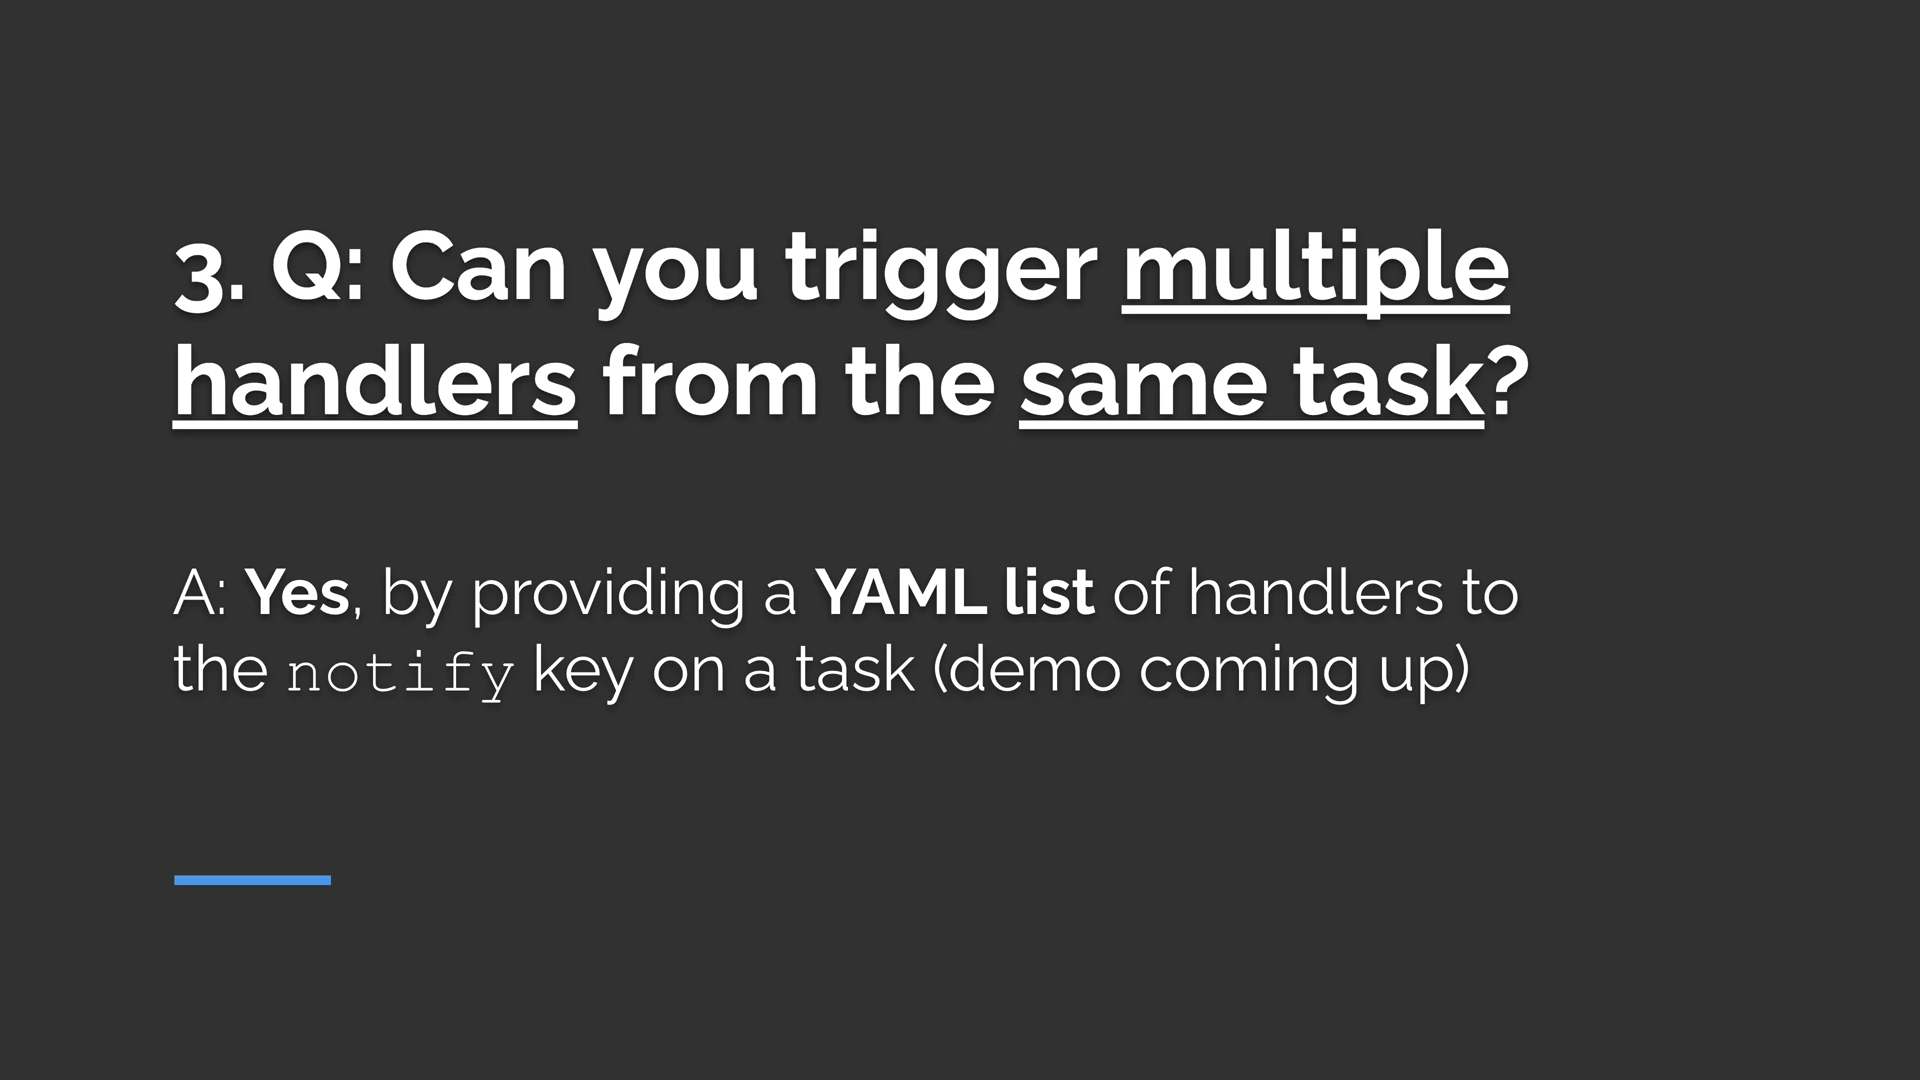 3. Q: Can you trigger multiple
handlers from the same task?
A: Yes, by providing a YAML list of handlers to
the notify key on a task (demo coming up)